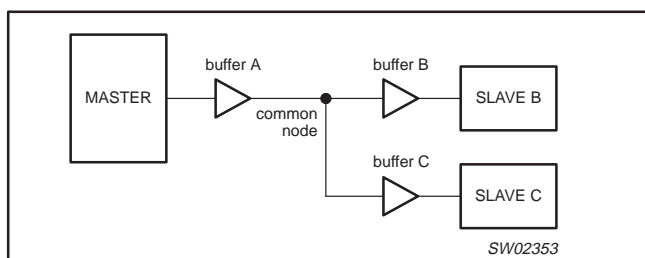 MASTER
buffer A
common
node
buffer B
SLAVE B
buffer C
SLAVE C
SW02353